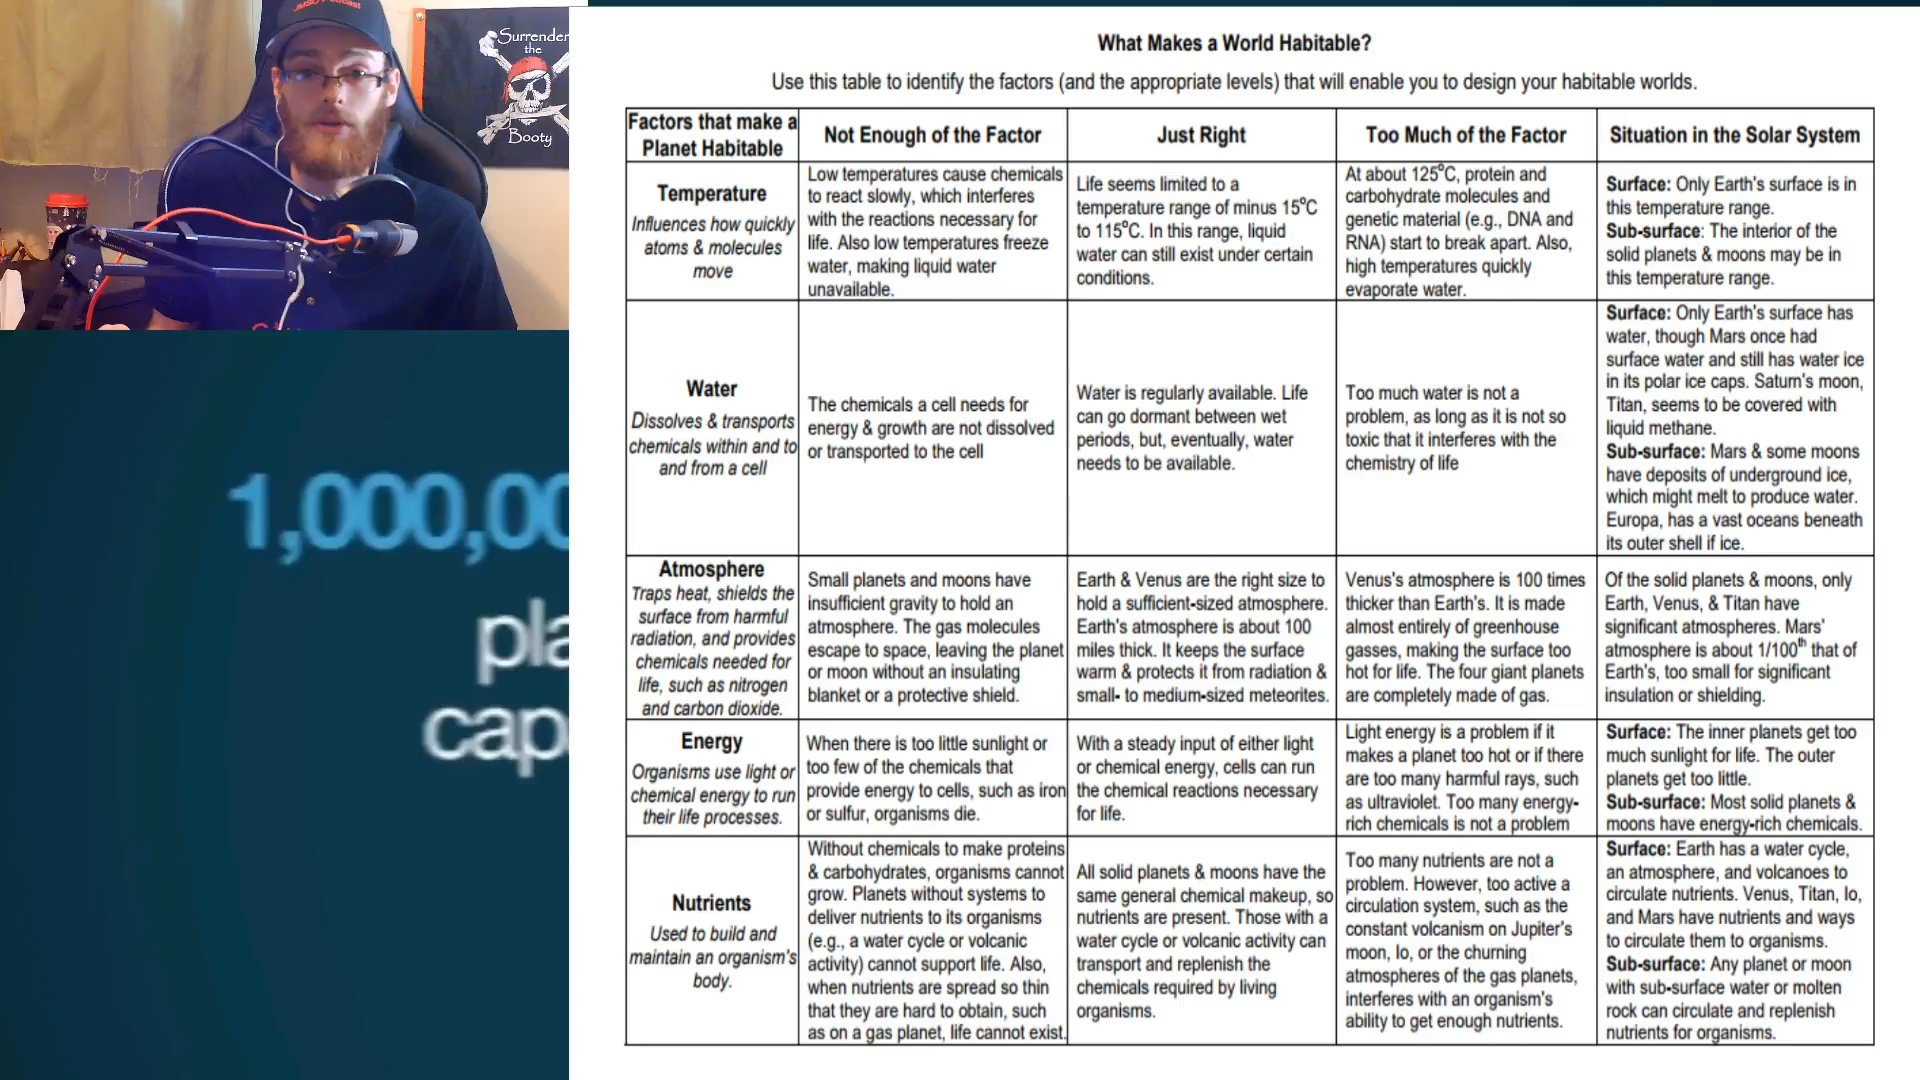 Surrender
the
Booty
1,000,00
pla
cap
What Makes a World Habitable?
Use this table to identify the factors (and the appropriate levels) that will enable you to design your habitable worlds.
Factors that make a
Planet Habitable
Not Enough of the Factor
Just Right
Too Much of the Factor
Situation in the Solar System
Temperature
Influences how quickly
atoms & molecules
move
Low temperatures cause chemicals
to react slowly, which interferes
with the reactions necessary for
life. Also low temperatures freeze
water, making liquid water
unavailable.
Life seems limited to a
temperature range of minus 15°C
to 115°C. In this range, liquid
water can still exist under certain
conditions.
At about 125°C, protein and
carbohydrate molecules and
genetic material (e.g., DNA and
RNA) start to break apart. Also,
high temperatures quickly
evaporate water.
Surface: Only Earth's surface is in
this temperature range.
Sub-surface: The interior of the
solid planets & moons may be in
this temperature range.
Water
Dissolves & transports
chemicals within and to
and from a cell
The chemicals a cell needs for
energy & growth are not dissolved
or transported to the cell
Water is regularly available. Life
can go dormant between wet
periods, but, eventually, water
needs to be available.
Too much water is not a
problem, as long as it is not so
toxic that it interferes with the
chemistry of life
Surface: Only Earth's surface has
water, though Mars once had
surface water and still has water ice
in its polar ice caps. Saturn's moon,
Titan, seems to be covered with
liquid methane.
Sub-surface: Mars & some moons
have deposits of underground ice,
which might melt to produce water.
Europa, has a vast oceans beneath
its outer shell if ice.
Atmosphere
Traps heat, shields the
surface from harmful
radiation, and provides
chemicals needed for
life, such as nitrogen
and carbon dioxide.
Small planets and moons have
insufficient gravity to hold an
atmosphere. The gas molecules
escape to space, leaving the planet
or moon without an insulating
blanket or a protective shield.
Earth & Venus are the right size to
hold a sufficient-sized atmosphere.
Earth's atmosphere is about 100
miles thick. It keeps the surface
warm & protects it from radiation &
small- to medium-sized meteorites.
Venus's atmosphere is 100 times
thicker than Earth's. It is made
almost entirely of greenhouse
gasses, making the surface too
hot for life. The four giant planets
are completely made of gas.
Of the solid planets & moons, only
Earth, Venus, & Titan have
significant atmospheres. Mars'
atmosphere is about 1/100th that of
Earth's, too small for significant
insulation or shielding.
Energy
Organisms use light or
chemical energy to run
their life processes.
When there is too little sunlight or
too few of the chemicals that
provide energy to cells, such as iron
or sulfur, organisms die.
With a steady input of either light
or chemical energy, cells can run
the chemical reactions necessary
for life.
Light energy is a problem if it
makes a planet too hot or if there
are too many harmful rays, such
as ultraviolet. Too many energy-
rich chemicals is not a problem
Surface: The inner planets get too
much sunlight for life. The outer
planets get too little.
Sub-surface: Most solid planets &
moons have energy-rich chemicals.
Nutrients
Used to build and
maintain an organism's
body.
Without chemicals to make proteins
& carbohydrates, organisms cannot
grow. Planets without systems to
deliver nutrients to its organisms
(e.g., a water cycle or volcanic
activity) cannot support life. Also,
when nutrients are spread so thin
that they are hard to obtain, such
as on a gas planet, life cannot exist.
All solid planets & moons have the
same general chemical makeup, so
nutrients are present. Those with a
water cycle or volcanic activity can
transport and replenish the
chemicals required by living
organisms.
Too many nutrients are not a
problem. However, too active a
circulation system, such as the
constant volcanism on Jupiter's
moon, Io, or the churning
atmospheres of the gas planets,
interferes with an organism's
ability to get enough nutrients.
Surface: Earth has a water cycle,
an atmosphere, and volcanoes to
circulate nutrients. Venus, Titan, Io,
and Mars have nutrients and ways
to circulate them to organisms.
Sub-surface: Any planet or moon
with sub-surface water or molten
rock can circulate and replenish
nutrients for organisms.